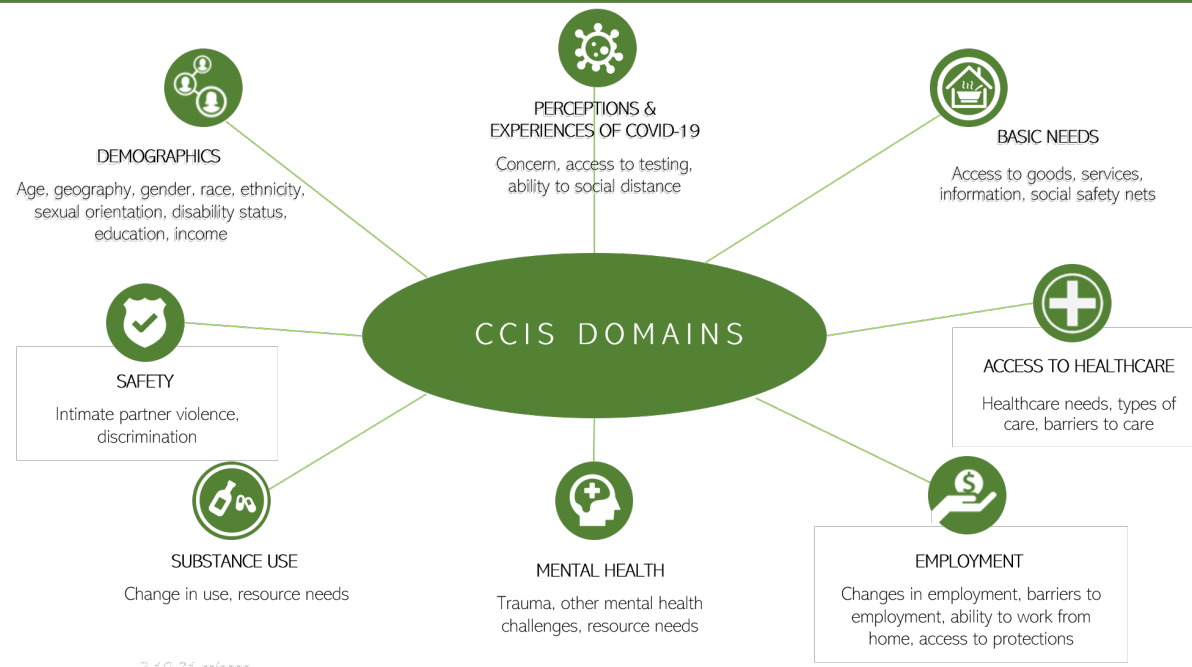 PERCEPTIONS &
EXPERIENCES OF COVID-19
Concern, access to testing,
ability to social distance
DEMOGRAPHICS
Age, geography, gender, race, ethnicity,
sexual orientation, disability status,
education, income
BASIC NEEDS
Access to goods, services,
information, social safety nets
CCIS DOMAINS
SAFETY
Intimate partner violence,
discrimination
ACCESS TO HEALTHCARE
Healthcare needs, types of
care, barriers to care
$
SUBSTANCE USE
Change in use, resource needs
MENTAL HEALTH
Trauma, other mental health
challenges, resource needs
EMPLOYMENT
Changes in employment, barriers to
employment, ability to work from
home, access to protections